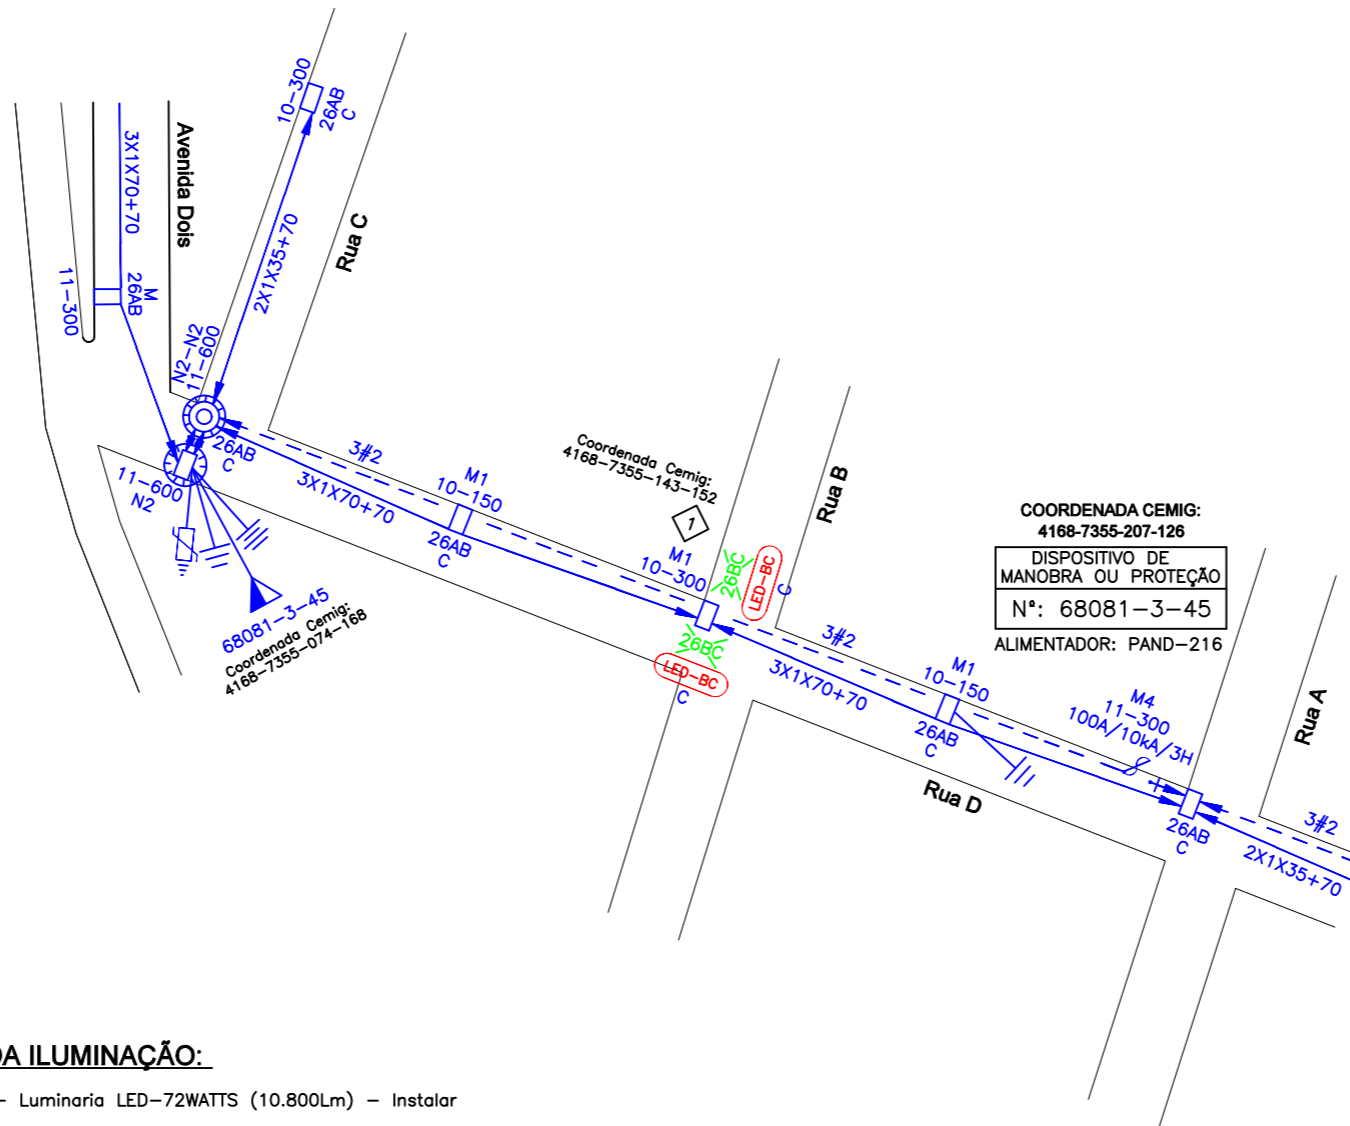 10-300
26AB
C
3X1X70+70
Avenida Dois
2X1X35+70
Rua C
M
26AB
11-300
N2-N2
11-600
26AB
C
11-600
N2
3#2
3X1X70+70
M1
10-150
26AB
C
Coordenada Cemig:
4168-7355-143-152
1
M1
10-300
26BC
LED-BC
C
26BC
LED-BC
C
Rua B
68081-3-45
Coordenada Cemig:
4168-7355-074-168
3#2
3X1X70+70
M1
10-150
26AB
C
COORDENADA CEMIG:
4168-7355-207-126
DISPOSITIVO DE
MANOBRA OU PROTEÇÃO
Nº: 68081-3-45
ALIMENTADOR: PAND-216
M4
11-300
100A/10kA/3H
26AB
C
Rua D
Rua A
3#2
2X1X35+70
DA ILUMINAÇÃO:
- Luminaria LED-72WATTS (10.800Lm) - Instalar